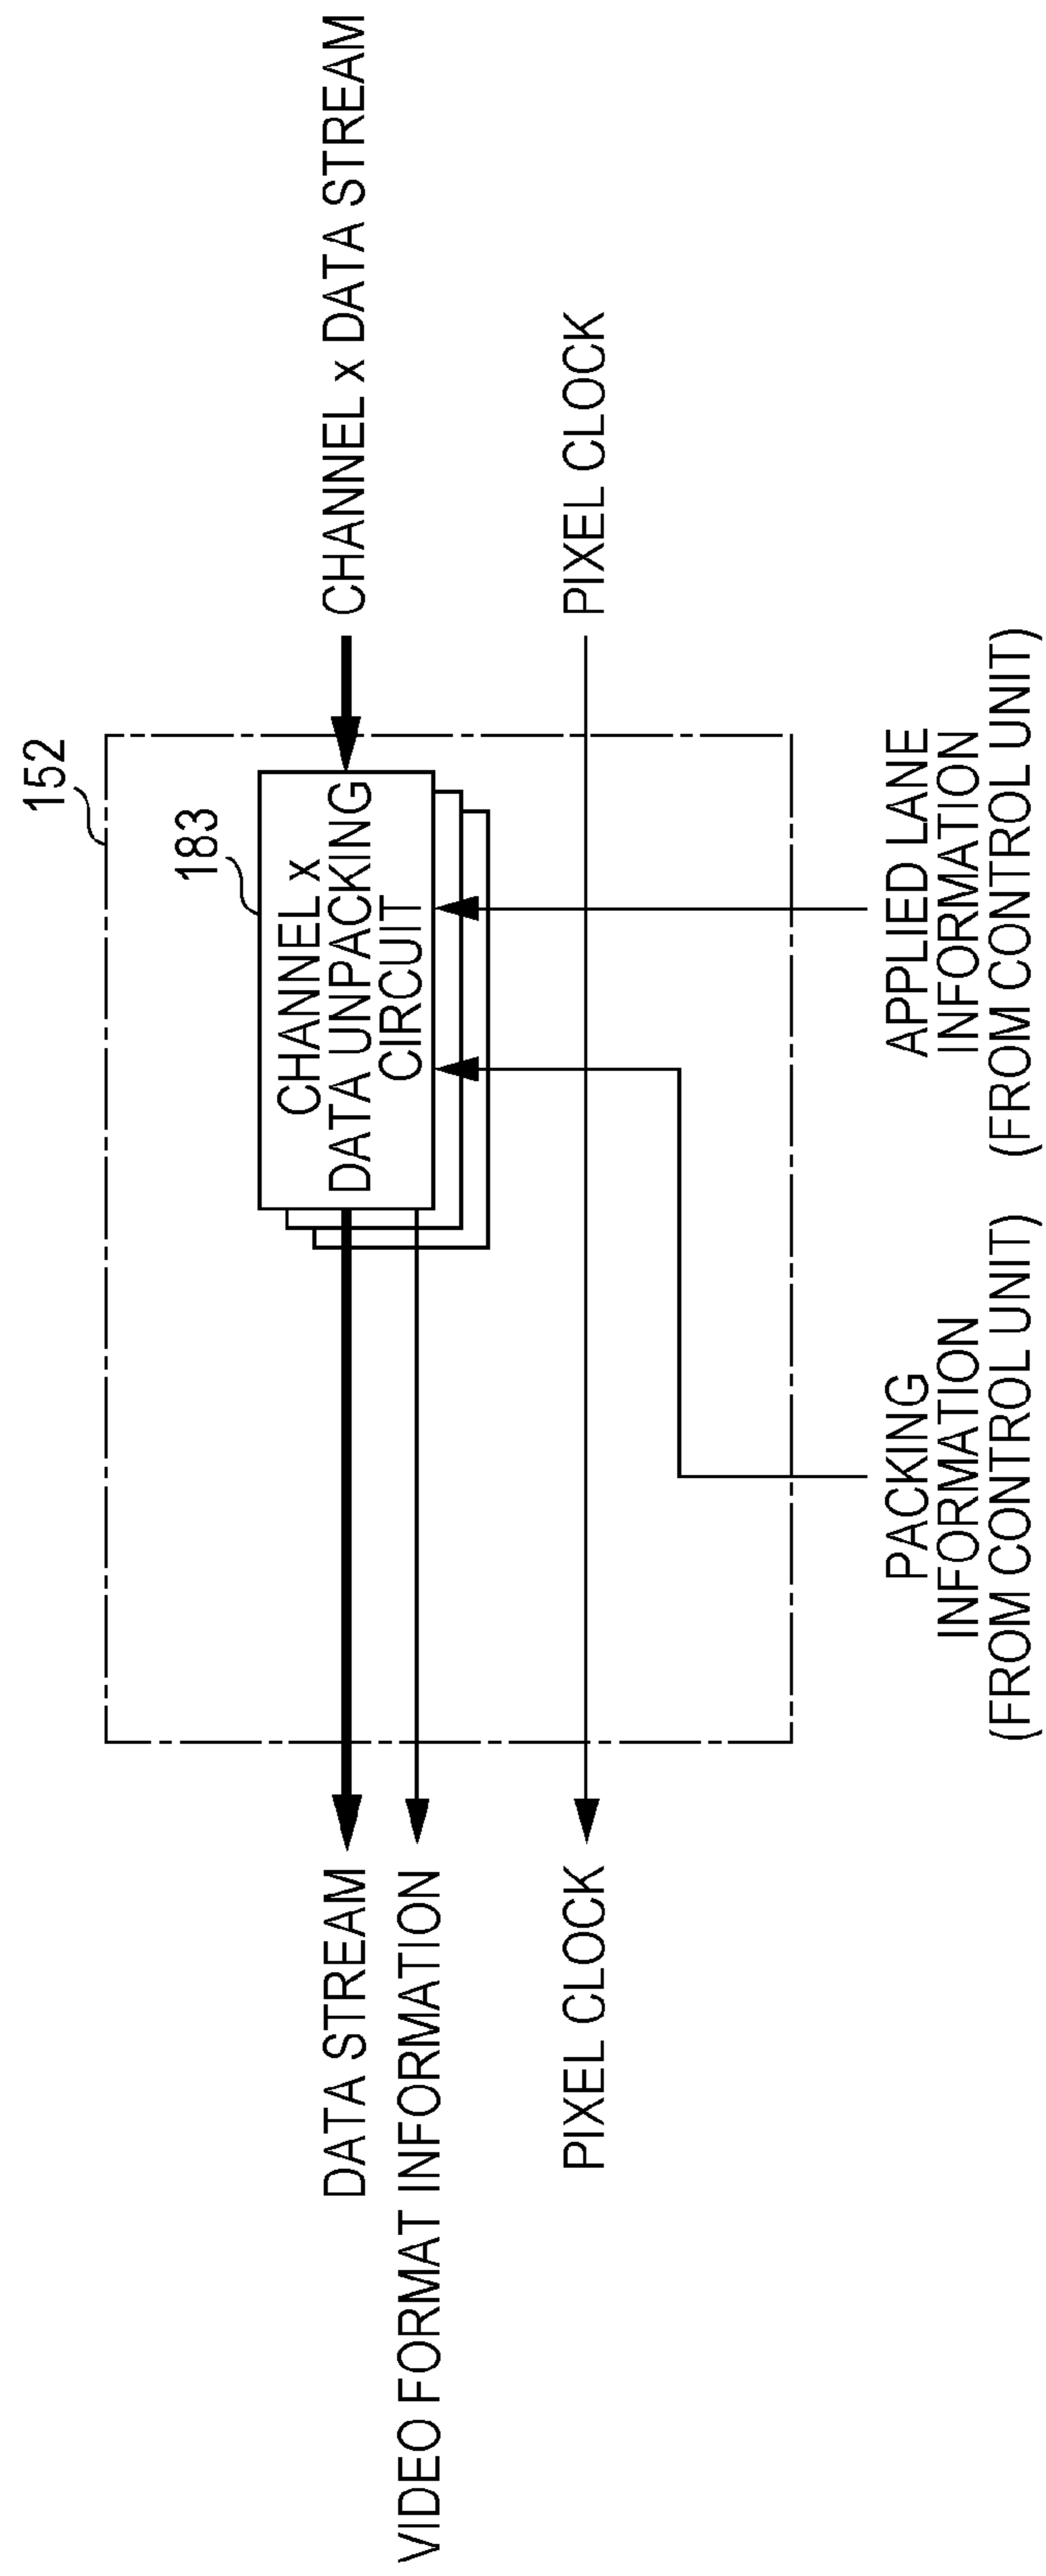 152
183
CHANNEL x
DATA UNPACKING
CIRCUIT
DATA STREAM
CHANNEL x DATA STREAM
VIDEO FORMAT INFORMATION
PIXEL CLOCK
PIXEL CLOCK
PACKING
INFORMATION
(FROM CONTROL UNIT)
APPLIED LANE
INFORMATION
(FROM CONTROL UNIT)